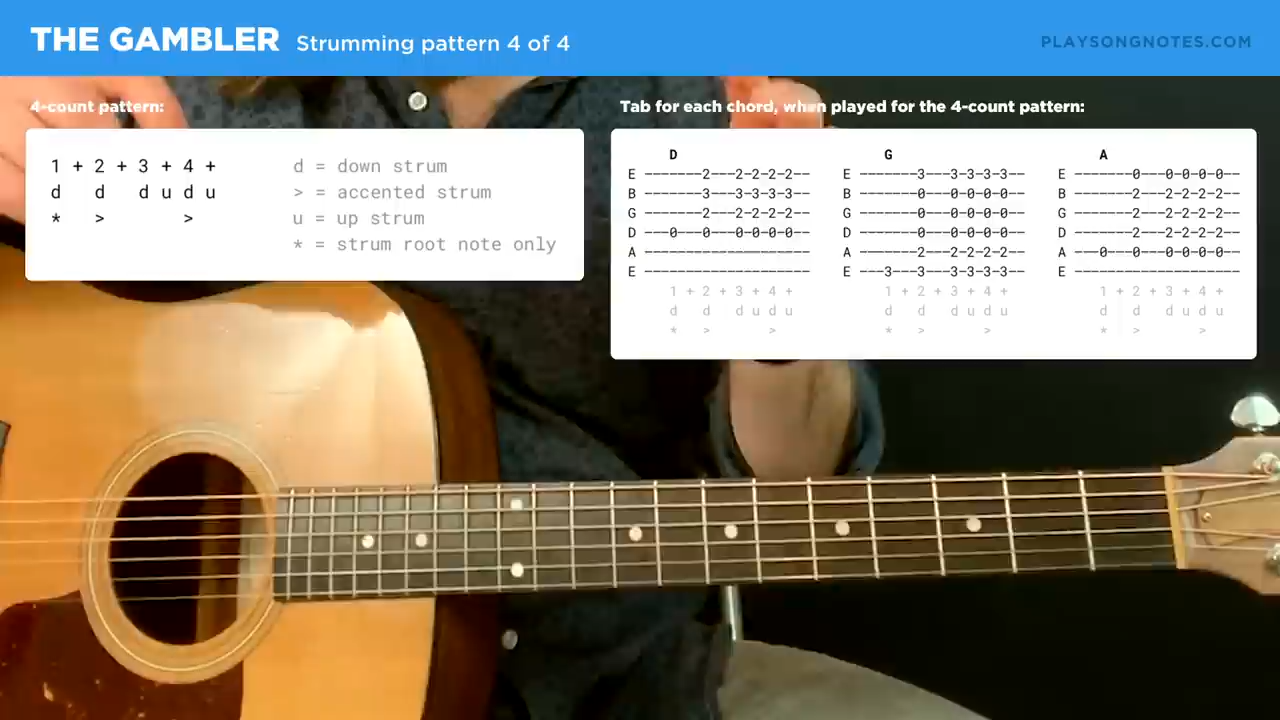 THE GAMBLER Strumming pattern 4 of 4
PLAYSONGNOTES.COM
4-count pattern:
1 + 2 + 3 + 4 +
d   d   d u d u
*   >       >
d = down strum
> = accented strum
u = up strum
* = strum root note only
Tab for each chord, when played for the 4-count pattern:
D
E -------2---2-2-2-2--
B -------3---3-3-3-3--
G -------2---2-2-2-2--
D ---0---0---0-0-0-0--
A --------------------
E --------------------
1 + 2 + 3 + 4 +
d   d   d u d u
*   >       >
G
E -------3---3-3-3-3--
B -------0---0-0-0-0--
G -------0---0-0-0-0--
D -------0---0-0-0-0--
A -------2---2-2-2-2--
E ---3---3---3-3-3-3--
1 + 2 + 3 + 4 +
d   d   d u d u
*   >       >
A
E -------0---0-0-0-0--
B -------2---2-2-2-2--
G -------2---2-2-2-2--
D -------2---2-2-2-2--
A ---0---0---0-0-0-0--
E --------------------
1 + 2 + 3 + 4 +
d   d   d u d u
*   >       >